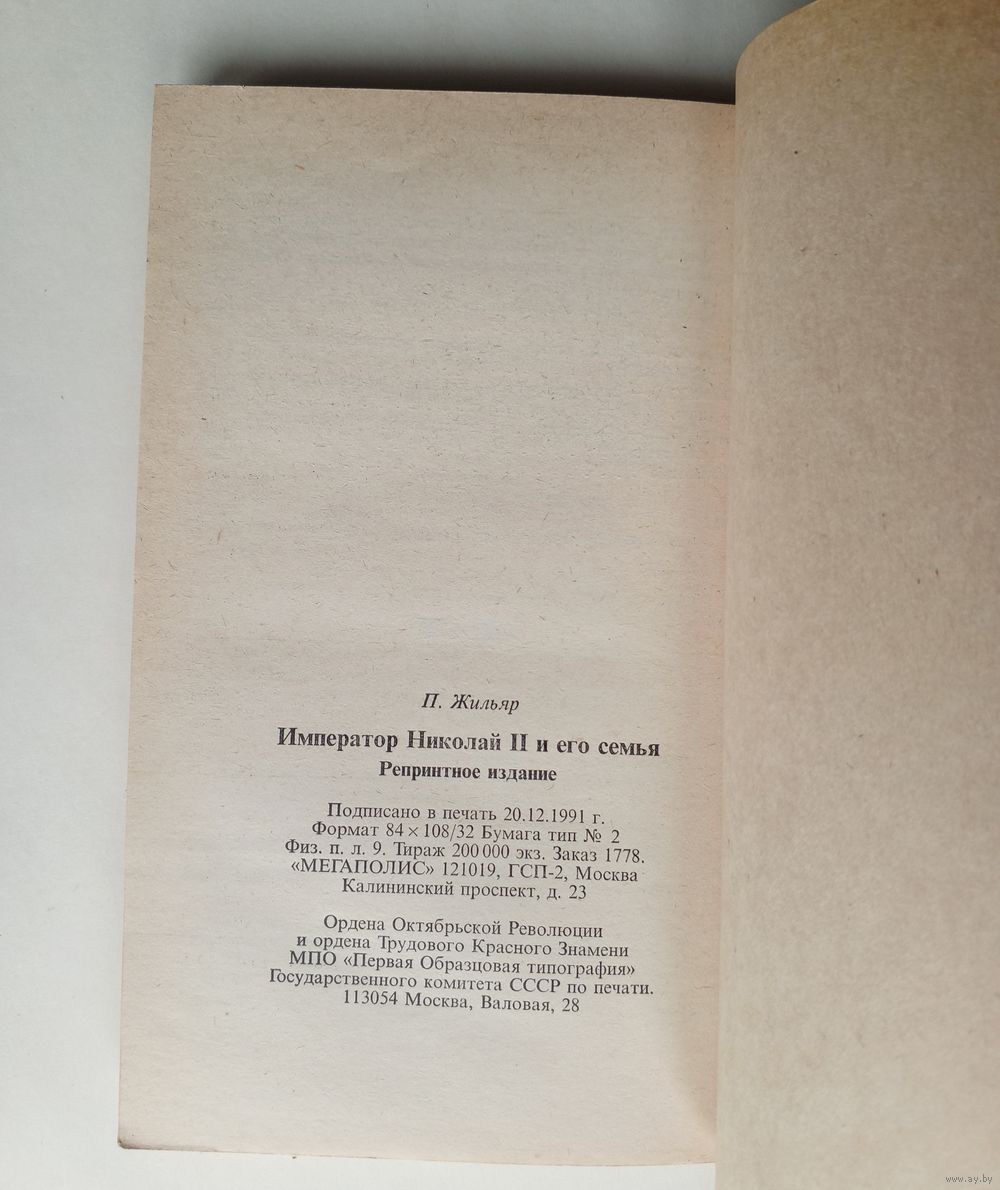 П. Жильяр
Император Николай II и его семья
Репринтное издание
Подписано в печать 20.12.1991 г.
Формат 84 × 108/32 Бумага тип № 2
Физ. п. л. 9. Тираж 200 000 экз. Заказ 1778.
«МЕГАПОЛИС» 121019, ГСП-2, Москва
Калининский проспект, д. 23
Ордена Октябрьской Революции
и ордена Трудового Красного Знамени
МПО «Первая Образцовая типография»
Государственного комитета СССР по печати.
113054 Москва, Валовая, 28
www.ay.by